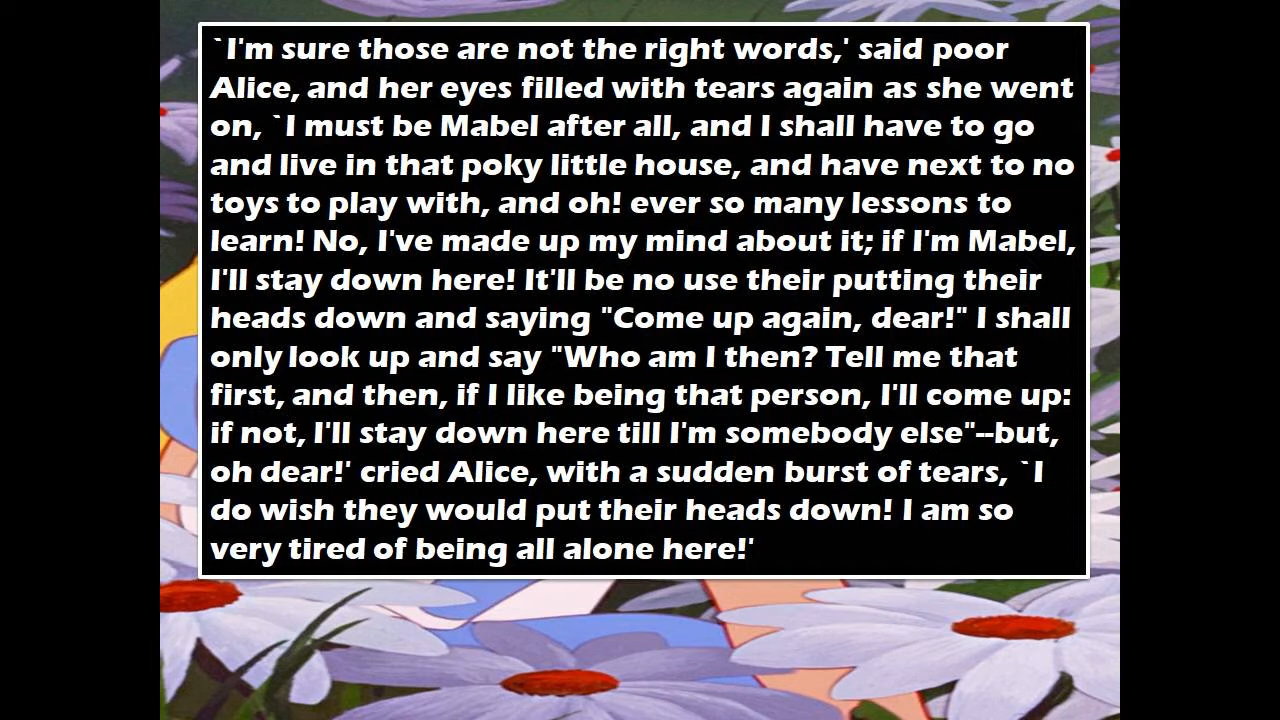 `I'm sure those are not the right words,' said poor
Alice, and her eyes filled with tears again as she went
on, `I must be Mabel after all, and I shall have to go
and live in that poky little house, and have next to no
toys to play with, and oh! ever so many lessons to
learn! No, I've made up my mind about it; if I'm Mabel,
I'll stay down here! It'll be no use their putting their
heads down and saying "Come up again, dear!" I shall
only look up and say "Who am I then? Tell me that
first, and then, if I like being that person, I'll come up:
if not, I'll stay down here till I'm somebody else"--but,
oh dear!' cried Alice, with a sudden burst of tears, `I
do wish they would put their heads down! I am so
very tired of being all alone here!'